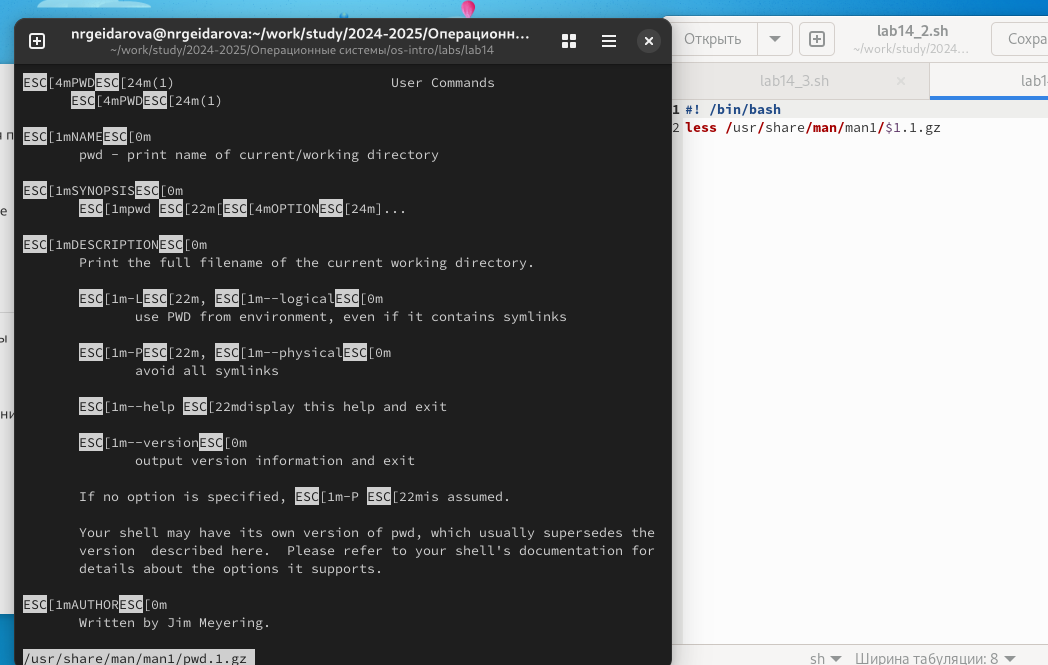 nrgeidarova@nrgeidarova:~/work/study/2024-2025/Операционн...
~/work/study/2024-2025/Операционные системы/os-intro/labs/lab14
ESC[4mPWDESC[24m(1) User Commands
ESC[4mPWDESC[24m(1)
ESC[1mNAMEESC[0m
pwd - print name of current/working directory
ESC[1mSYNOPSISESC[0m
ESC[1mpwd ESC[22m[ESC[4mOPTIONESC[24m]...
ESC[1mDESCRIPTIONESC[0m
Print the full filename of the current working directory.
ESC[1m-LESC[22m, ESC[1m--logicalESC[0m
use PWD from environment, even if it contains symlinks
ESC[1m-PESC[22m, ESC[1m--physicalESC[0m
avoid all symlinks
ESC[1m--help ESC[22mdisplay this help and exit
ESC[1m--versionESC[0m
output version information and exit
If no option is specified, ESC[1m-P ESC[22mis assumed.
Your shell may have its own version of pwd, which usually supersedes the
version  described here.  Please refer to your shell's documentation for
details about the options it supports.
ESC[1mAUTHORESC[0m
Written by Jim Meyering.
/usr/share/man/man1/pwd.1.gz
Открыть
lab14_2.sh
~/work/study/2024...
Сохра
lab14_3.sh
lab1
1 #! /bin/bash
2 less /usr/share/man/man1/$1.1.gz
sh
Ширина табуляции: 8